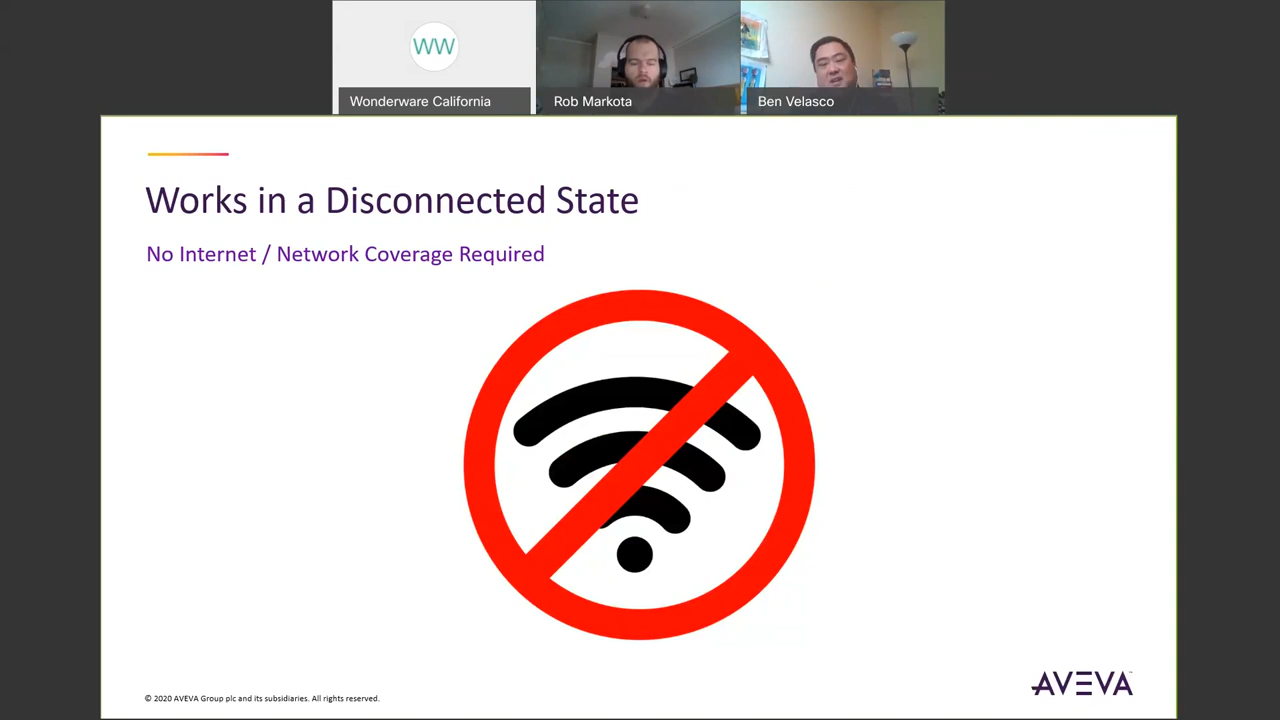 WW
Wonderware California
Rob Markota
Ben Velasco
Works in a Disconnected State
No Internet / Network Coverage Required
© 2020 AVEVA Group plc and its subsidiaries. All rights reserved.
AVEVA